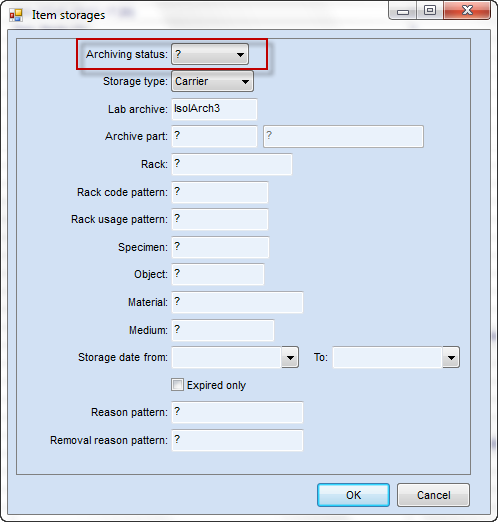 Item storages
Archiving status: ?
Storage type: Carrier
Lab archive: IsolArch3
Archive part: ? ?
Rack: ?
Rack code pattern: ?
Rack usage pattern: ?
Specimen: ?
Object: ?
Material: ?
Medium: ?
Storage date from: To:
Expired only
Reason pattern: ?
Removal reason pattern: ?
OK Cancel